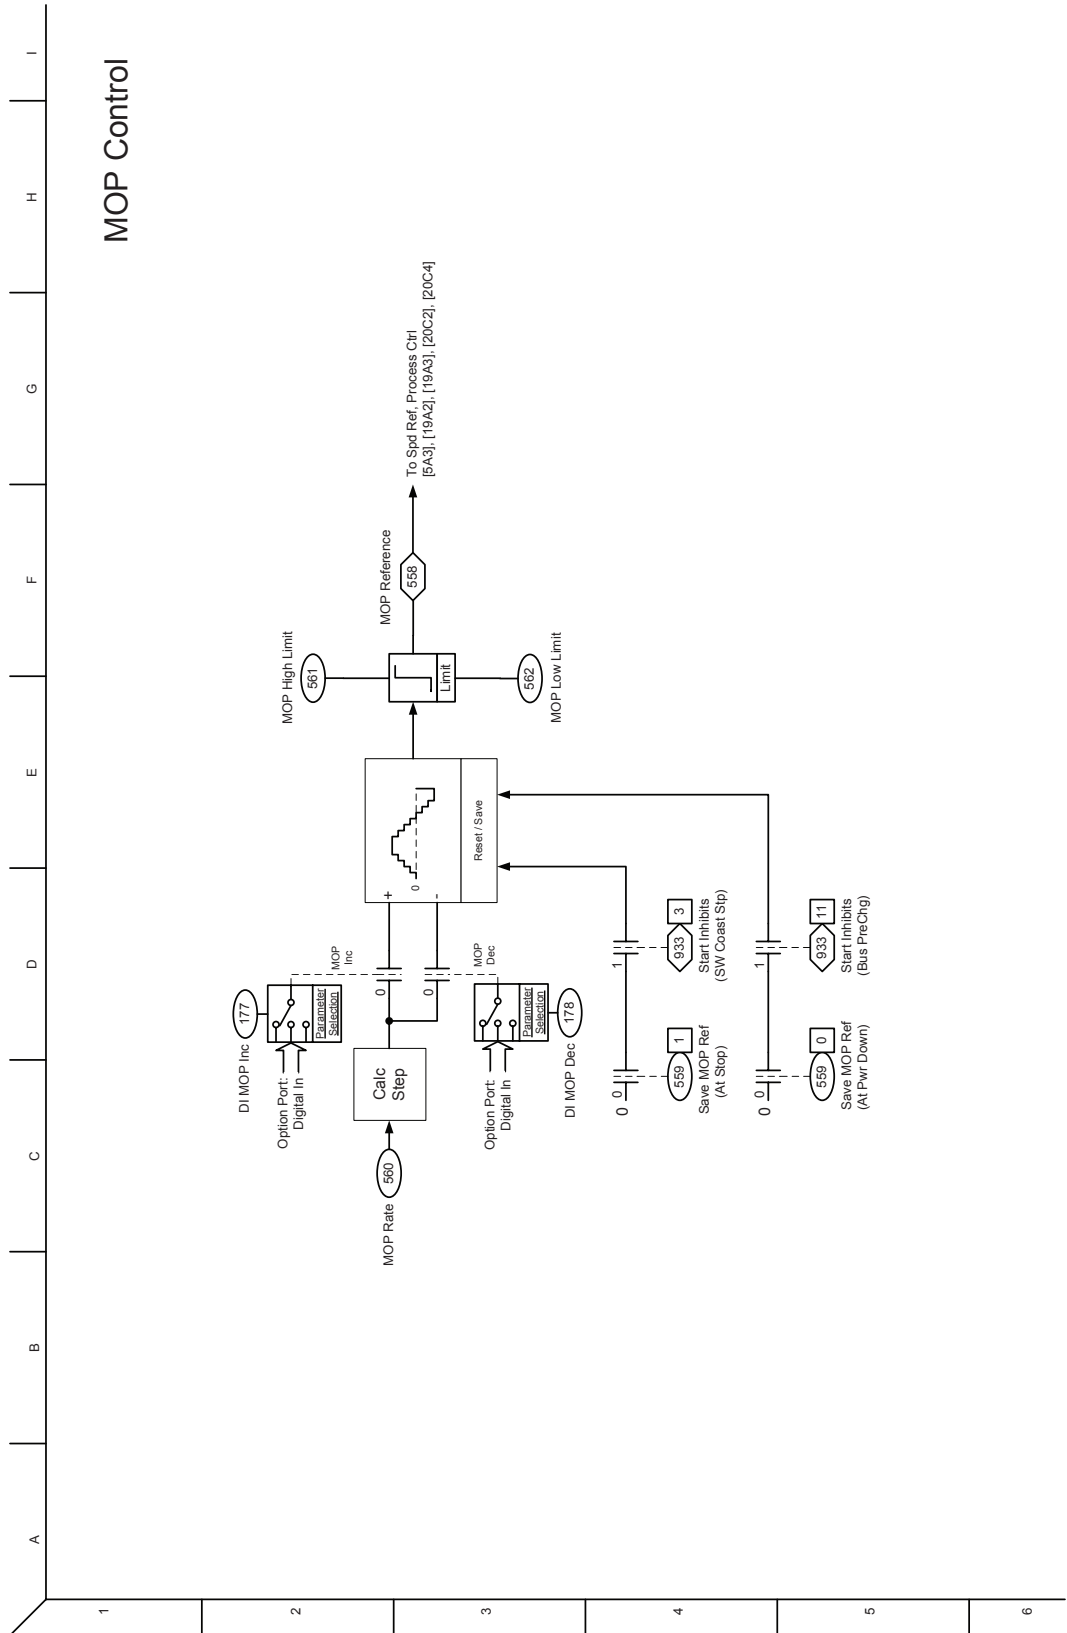 MOP Control
A
B
C
D
E
F
G
H
I
1
2
3
4
5
6
DI MOP Inc
177
Option Port:
Digital In
Parameter
Selection
MOP
Inc
MOP Rate
560
Calc
Step
0
0
+
-
0
Reset / Save
MOP
Dec
Option Port:
Digital In
Parameter
Selection
DI MOP Dec
178
MOP High Limit
561
Limit
562
MOP Low Limit
MOP Reference
558
To Spd Ref, Process Ctrl
[5A3], [19A2], [19A3], [20C2], [20C4]
0
0
559
1
Save MOP Ref
(At Stop)
1
933
3
Start Inhibits
(SW Coast Stp)
0
0
559
0
Save MOP Ref
(At Pwr Down)
1
933
11
Start Inhibits
(Bus PreChg)